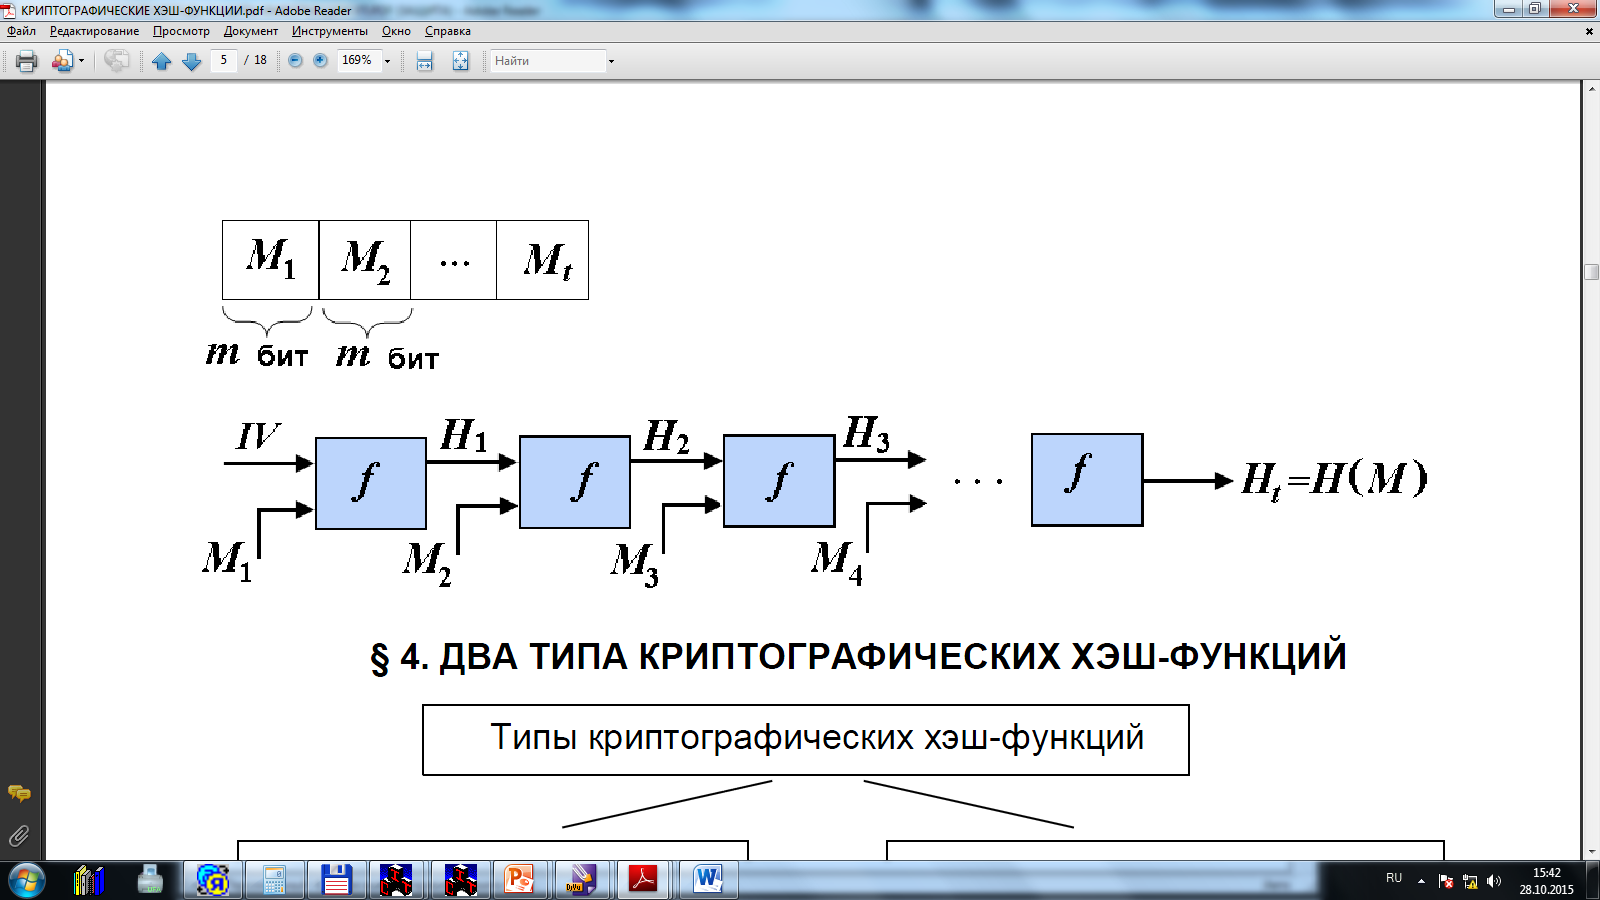 КРИПТОГРАФИЧЕСКИЕ ХЭШ-ФУНКЦИИ.pdf - Adobe Reader
Файл Редактирование Просмотр Документ Инструменты Окно Справка
5 / 18 169% Найти
M1 M2 ... Mt
m бит m бит
IV H1 H2 H3
f f f . . . f Ht=H(M)
M1 M2 M3 M4
§ 4. ДВА ТИПА КРИПТОГРАФИЧЕСКИХ ХЭШ-ФУНКЦИЙ
Типы криптографических хэш-функций
RU 15:42
28.10.2015